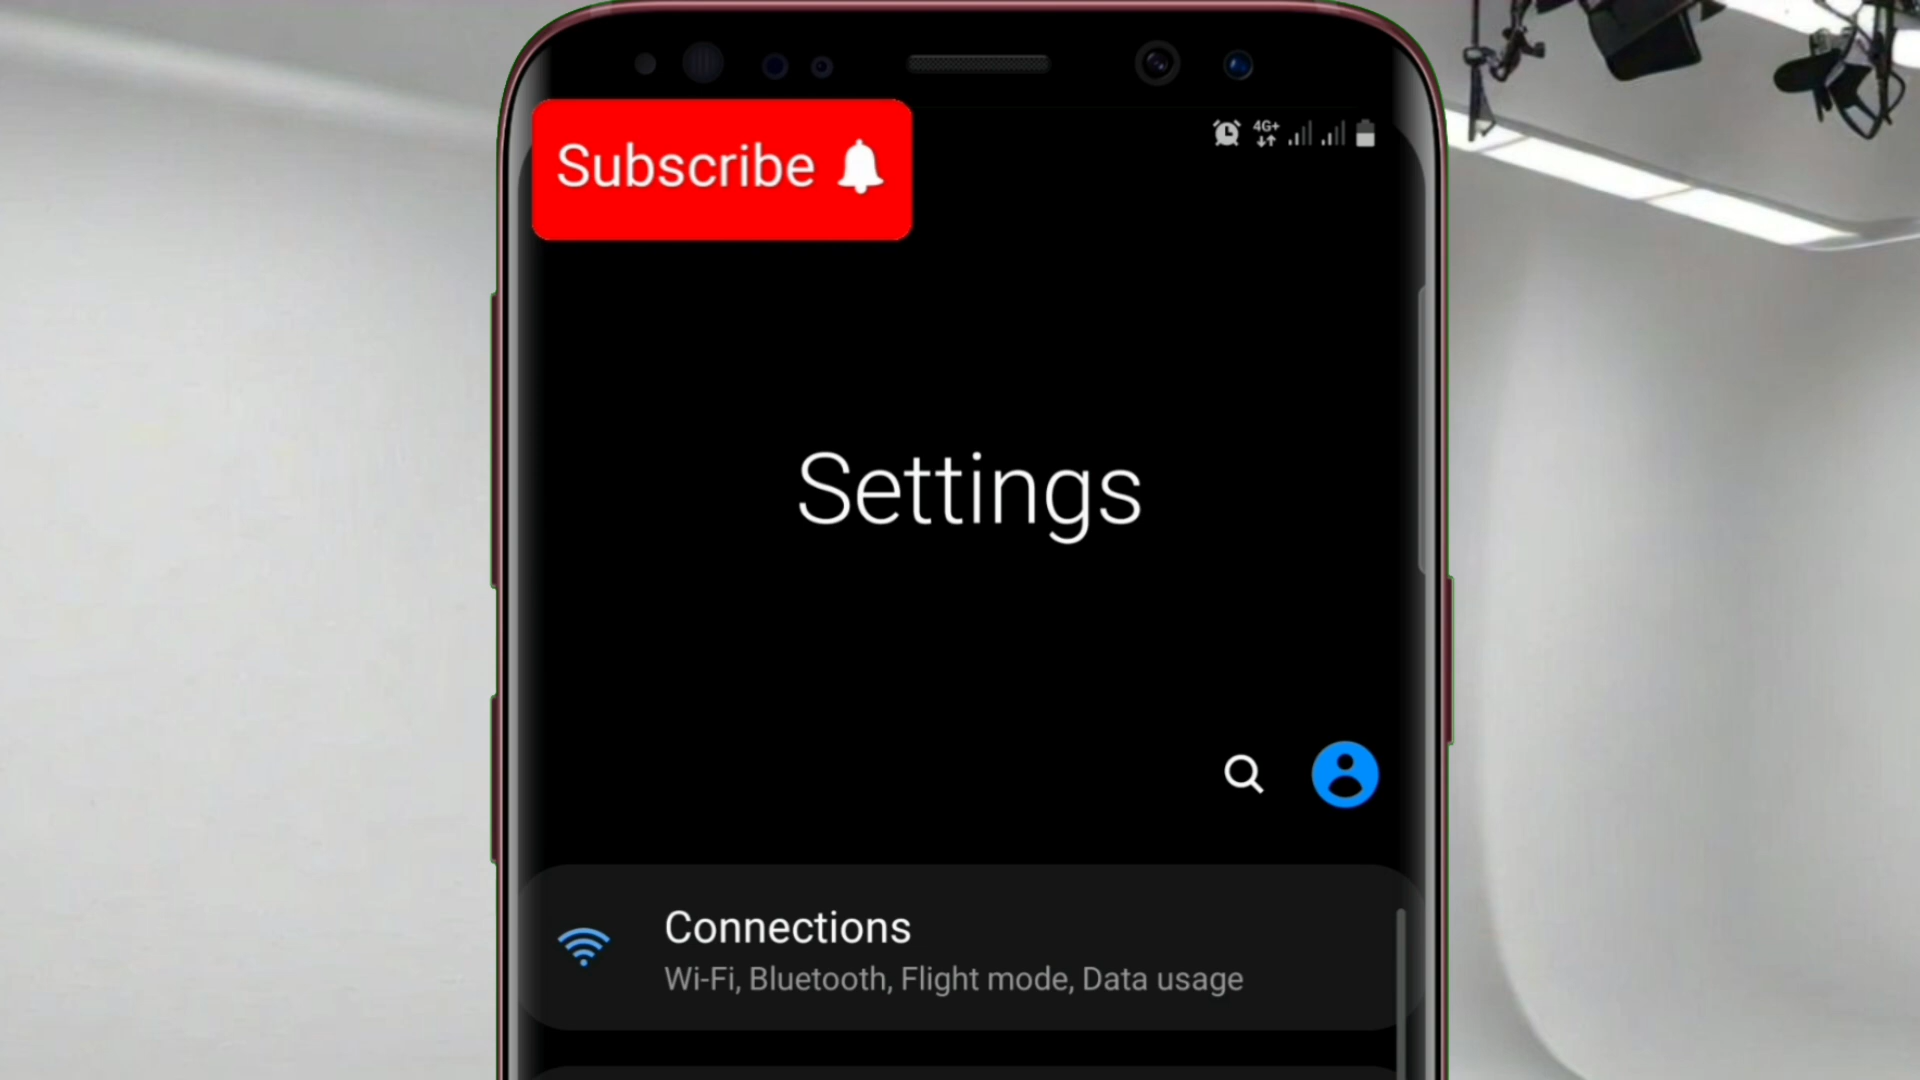 4G+
Subscribe
Settings
Connections
Wi-Fi, Bluetooth, Flight mode, Data usage